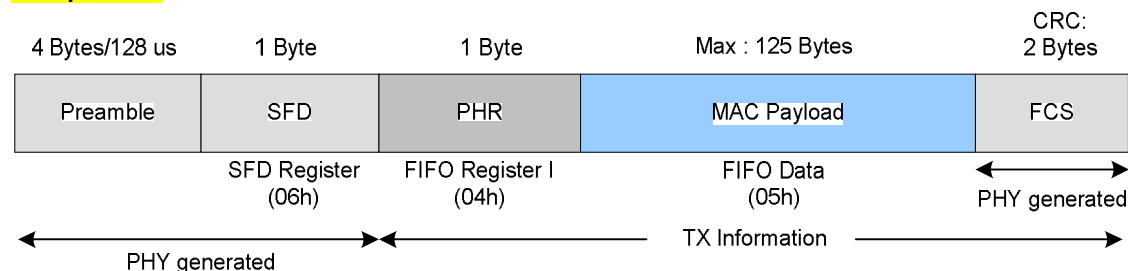 CRC:
4 Bytes/128 us 1 Byte 1 Byte Max : 125 Bytes 2 Bytes
Preamble SFD PHR MAC Payload FCS
SFD Register FIFO Register I FIFO Data
(06h) (04h) (05h) PHY generated
TX Information
PHY generated